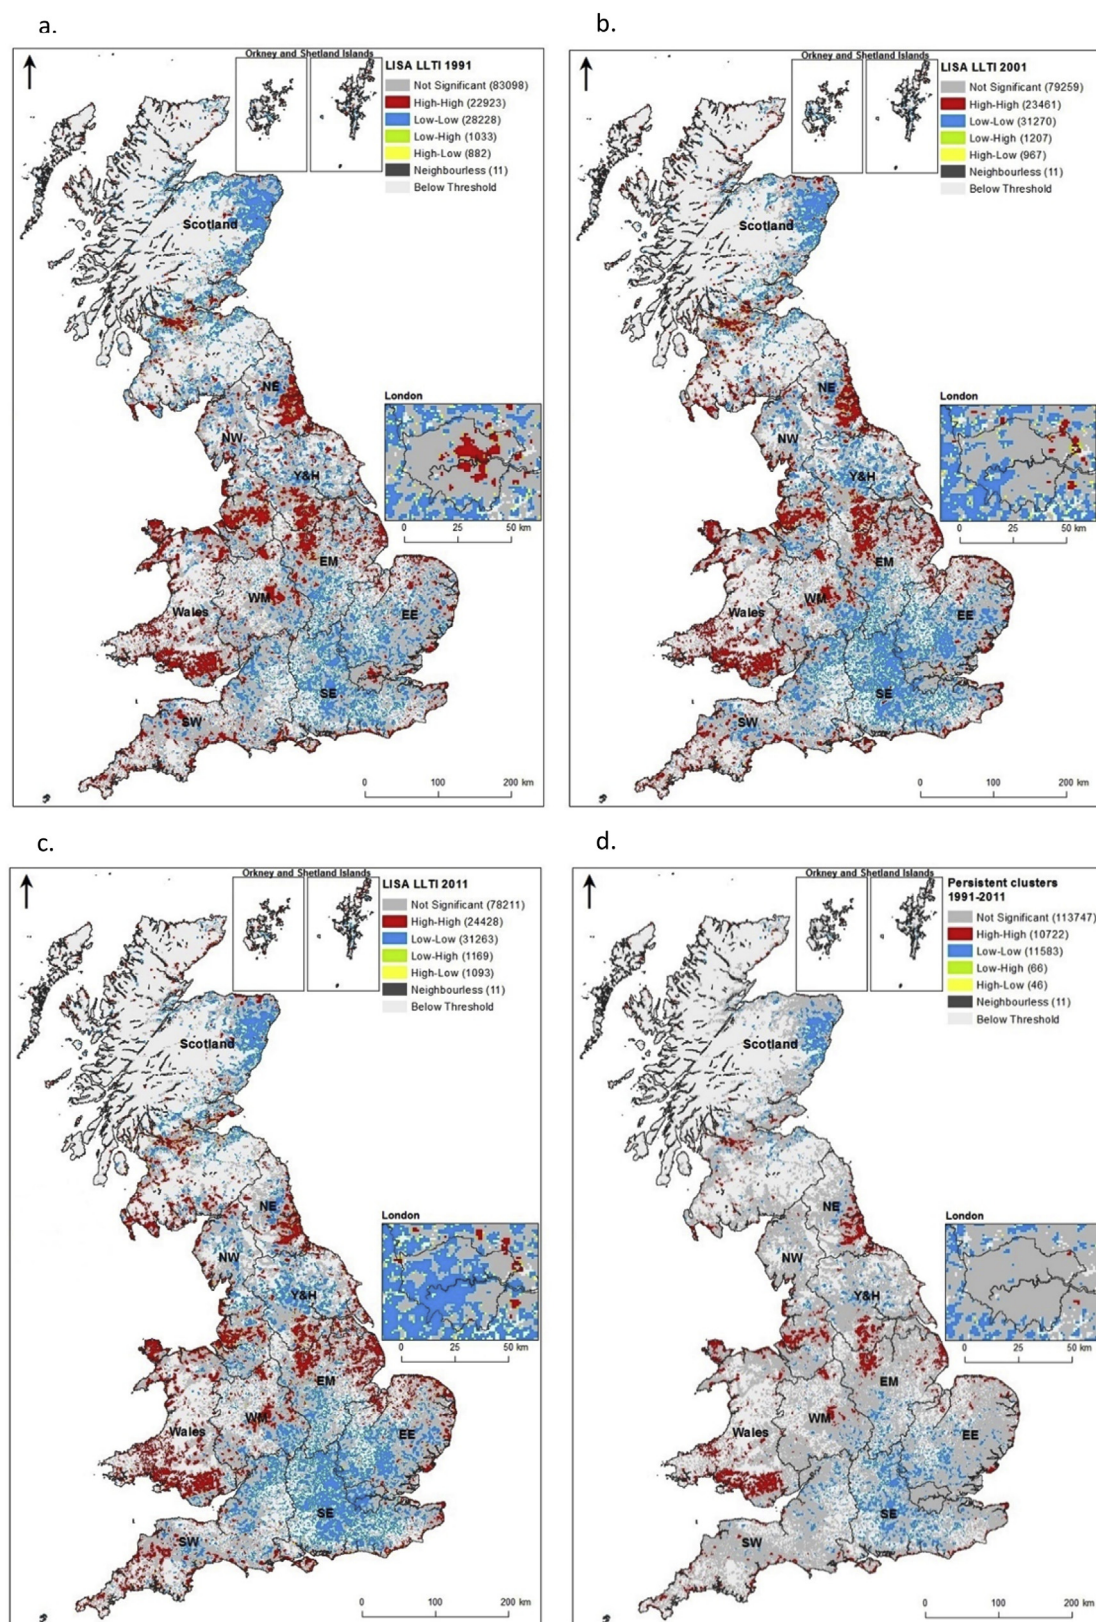 a.
Orkney and Shetland Islands
LISA LLTI 1991
Not Significant (83098)
High-High (22923)
Low-Low (28228)
Low-High (1033)
High-Low (882)
Neighbourless (11)
Below Threshold
Scotland
NE
NW
Y&H
EM
WM
Wales
EE
SE
SW
London
0 25 50 km
0 100 200 km
b.
Orkney and Shetland Islands
LISA LLTI 2001
Not Significant (79259)
High-High (23461)
Low-Low (31270)
Low-High (1207)
High-Low (967)
Neighbourless (11)
Below Threshold
Scotland
NE
NW
Y&H
EM
WM
Wales
EE
SE
SW
London
0 25 50 km
0 100 200 km
c.
Orkney and Shetland Islands
LISA LLTI 2011
Not Significant (78211)
High-High (24428)
Low-Low (31263)
Low-High (1169)
High-Low (1093)
Neighbourless (11)
Below Threshold
Scotland
NE
NW
Y&H
EM
WM
Wales
EE
SE
SW
London
0 25 50 km
0 100 200 km
d.
Orkney and Shetland Islands
Persistent clusters
1991-2011
Not Significant (113747)
High-High (10722)
Low-Low (11583)
Low-High (66)
High-Low (46)
Neighbourless (11)
Below Threshold
Scotland
NE
NW
Y&H
EM
WM
Wales
EE
SE
SW
London
0 25 50 km
0 100 200 km